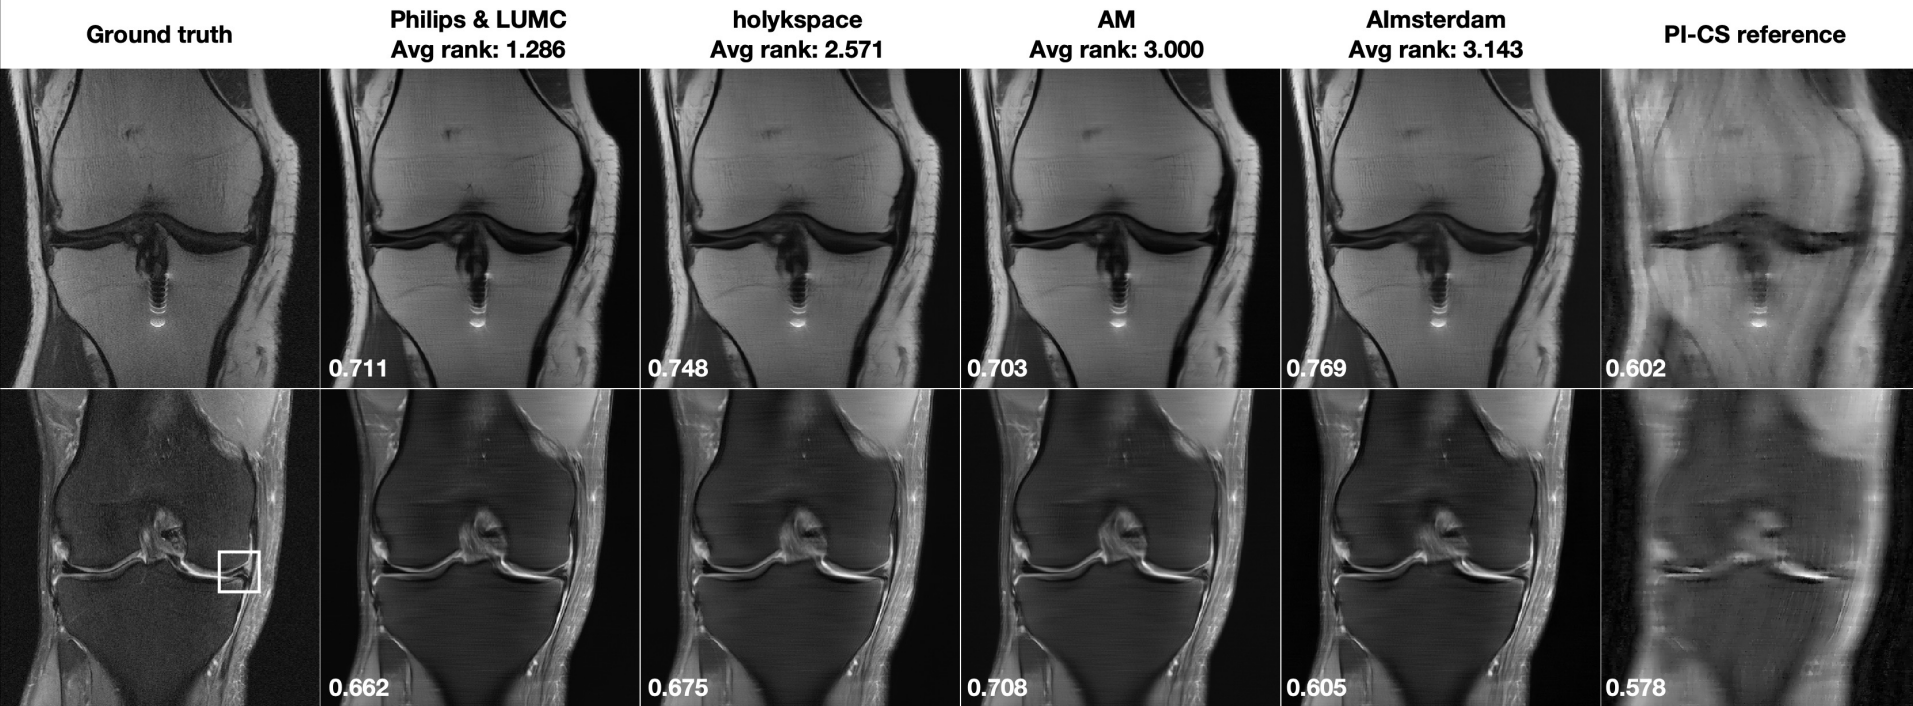 Ground truth
Philips & LUMC
Avg rank: 1.286
holykspace
Avg rank: 2.571
AM
Avg rank: 3.000
AImsterdam
Avg rank: 3.143
PI-CS reference
0.711
0.748
0.703
0.769
0.602
0.662
0.675
0.708
0.605
0.578